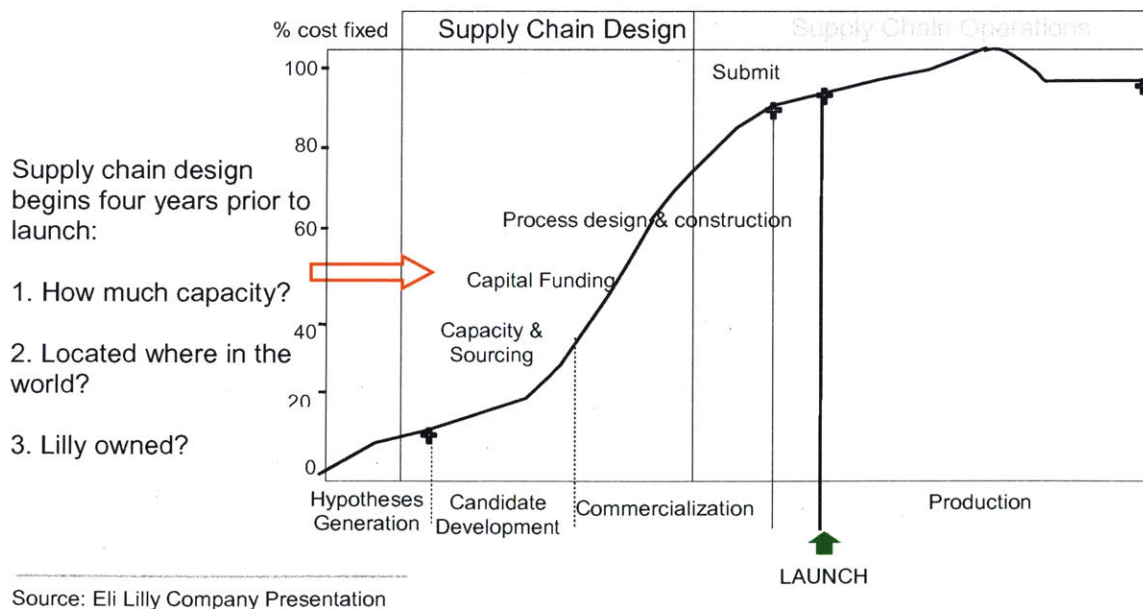 % cost fixed
Supply Chain Design
Supply Chain Operations
100
80
60
40
20
0
Submit
Process design & construction
Capital Funding
Capacity &
Sourcing
Supply chain design
begins four years prior to
launch:
1. How much capacity?
2. Located where in the
world?
3. Lilly owned?
Hypotheses
Generation
Candidate
Development
Commercialization
Production
LAUNCH
Source: Eli Lilly Company Presentation